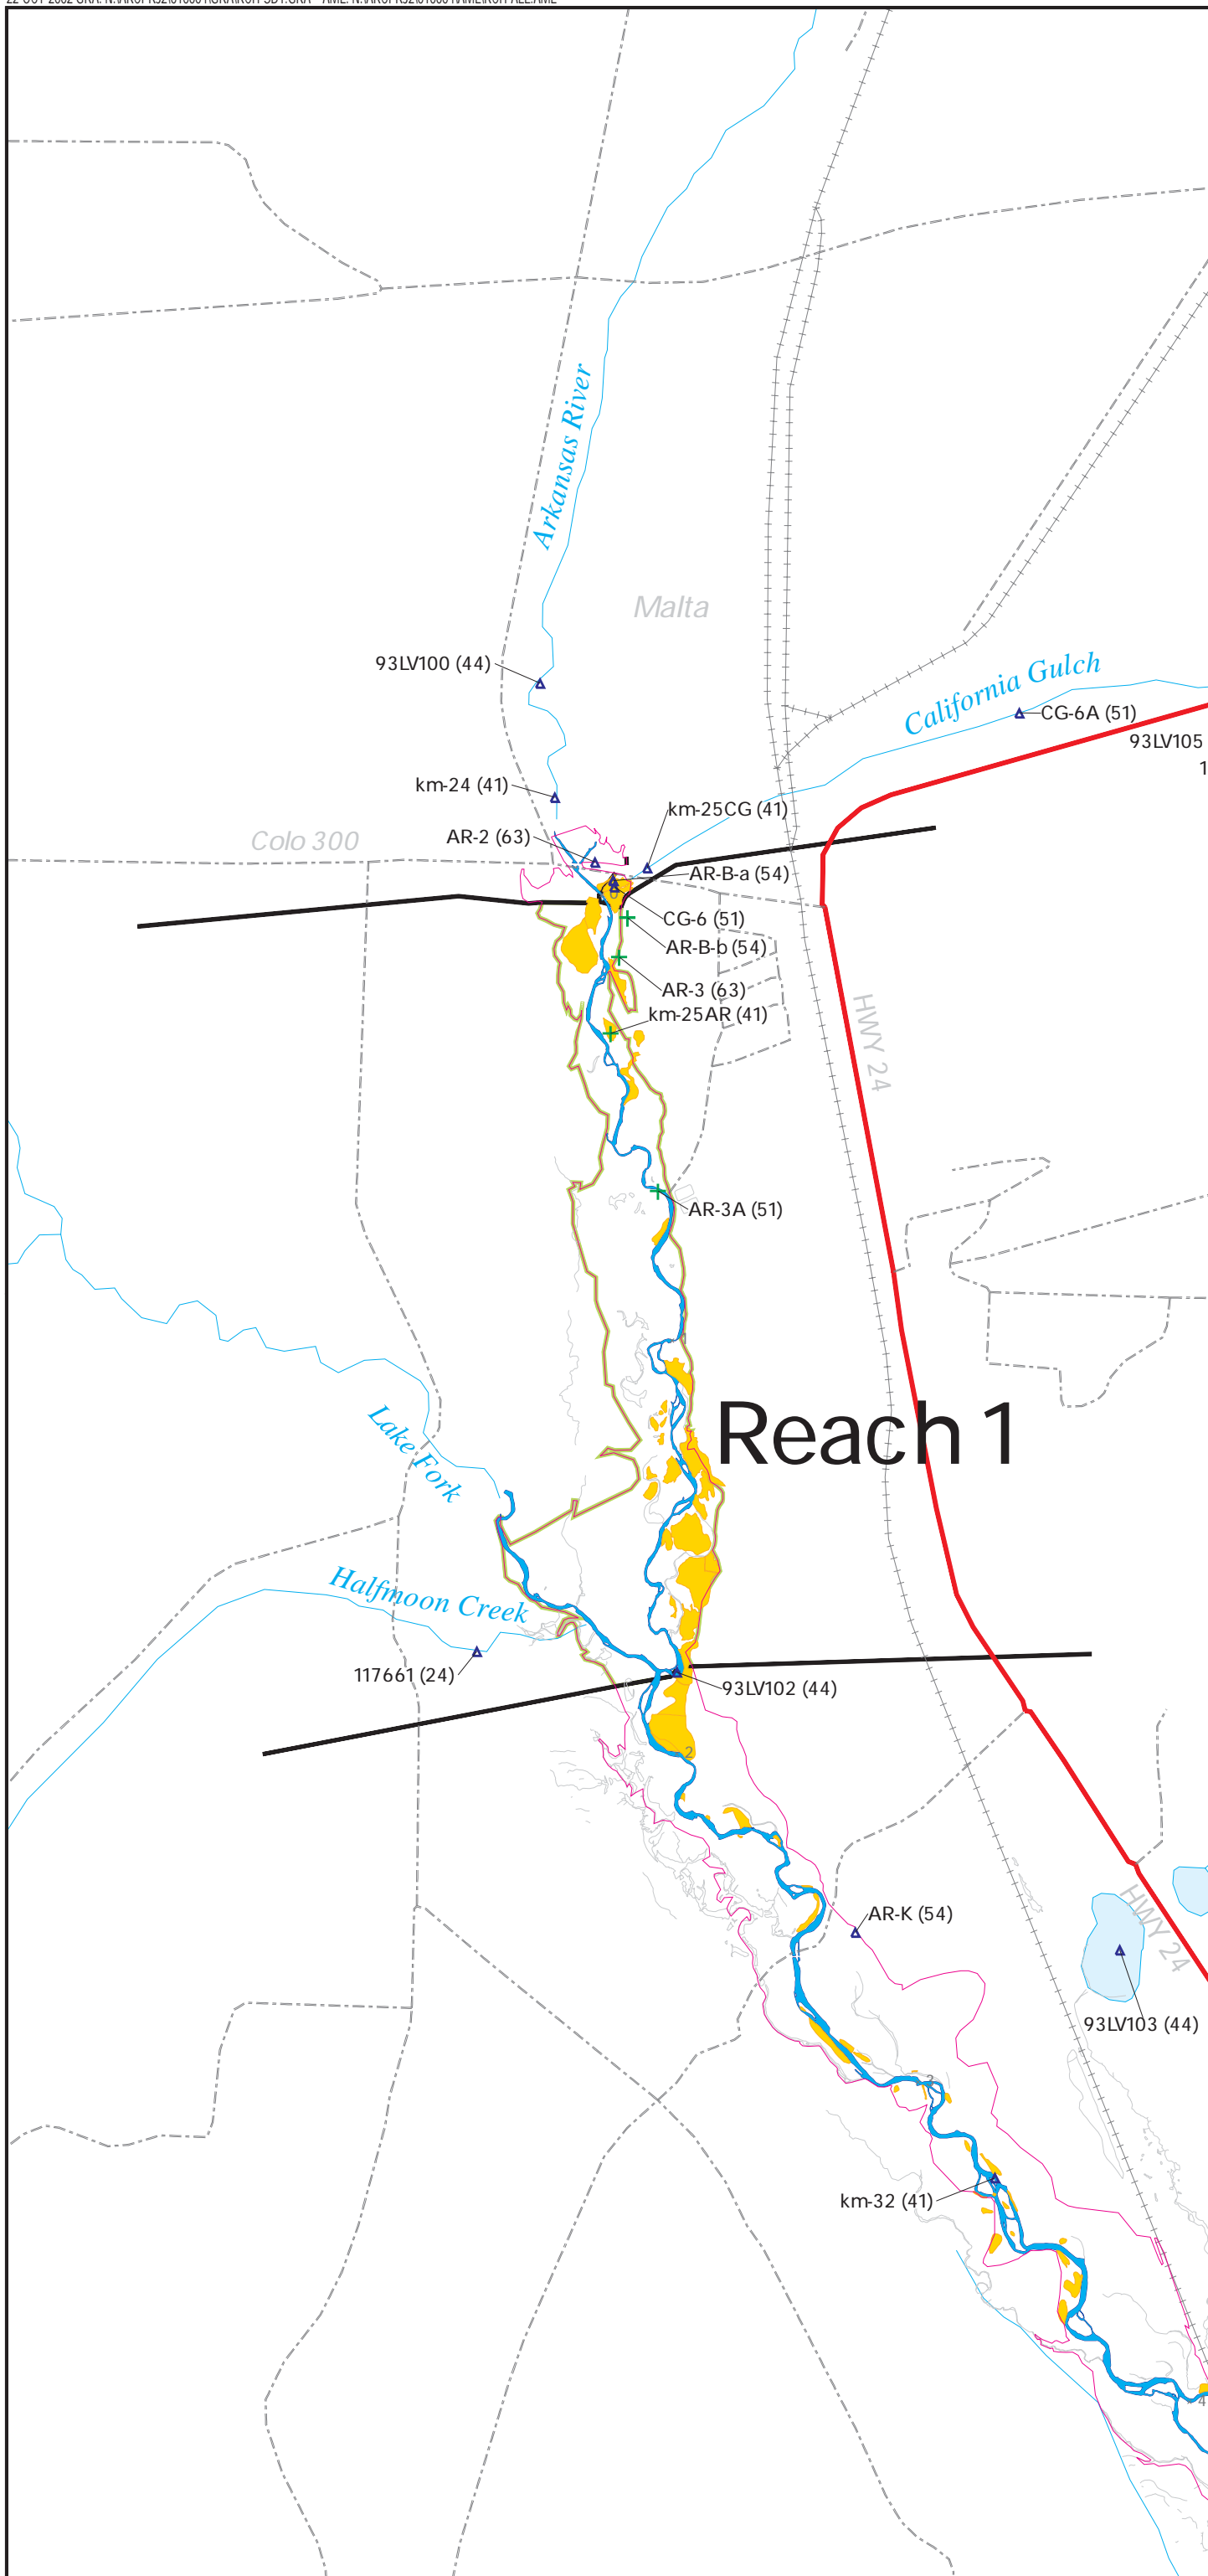 Arkansas River
Malta
93LV100 (44)
California Gulch
CG-6A (51)
93LV105
1
km-24 (41)
km-25CG (41)
Colo 300
AR-2 (63)
AR-B-a (54)
CG-6 (51)
AR-B-b (54)
AR-3 (63)
km-25AR (41)
HWY 24
AR-3A (51)
Reach 1
Lake Fork
Halfmoon Creek
117661 (24)
93LV102 (44)
2
AR-K (54)
HWY 24
93LV103 (44)
km-32 (41)
4